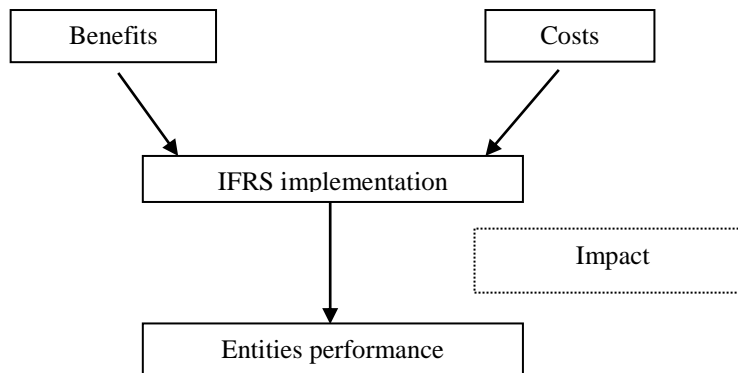 Benefits
Costs
IFRS implementation
Impact
Entities performance